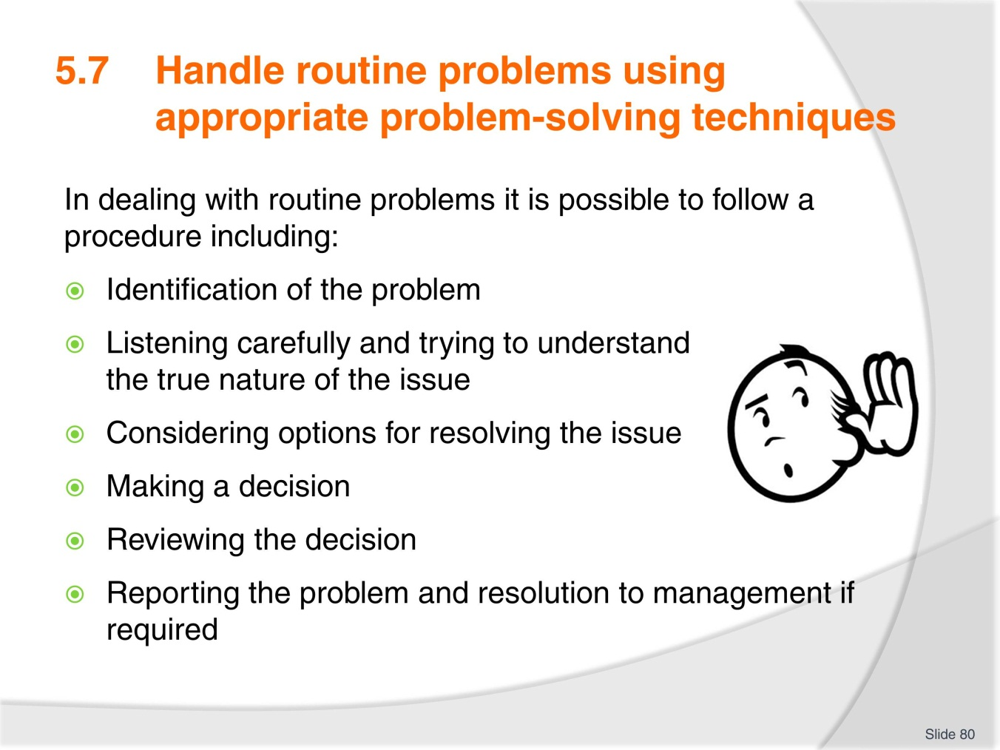 5.7 Handle routine problems using
appropriate problem-solving techniques
In dealing with routine problems it is possible to follow a
procedure including:
Identification of the problem
Listening carefully and trying to understand
the true nature of the issue
Considering options for resolving the issue
Making a decision
Reviewing the decision
Reporting the problem and resolution to management if
required
Slide 80